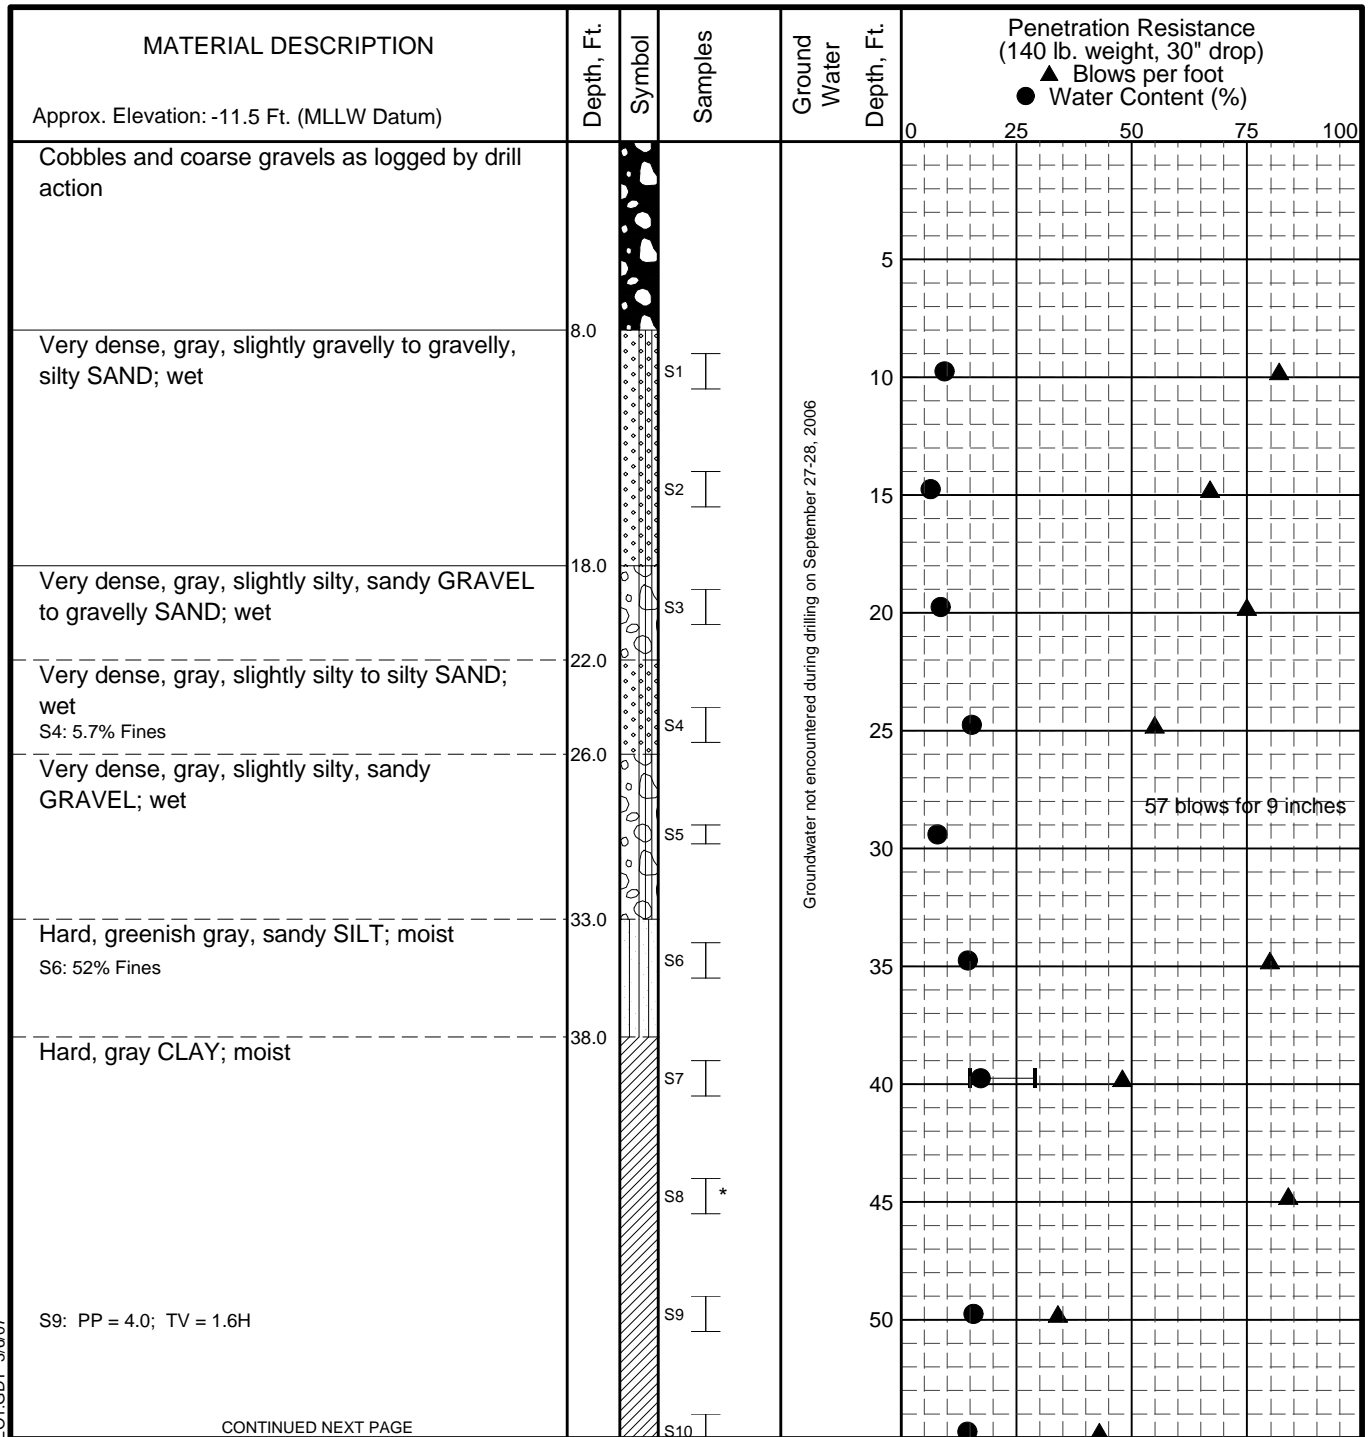 MATERIAL DESCRIPTION
Approx. Elevation: -11.5 Ft. (MLLW Datum)
Depth, Ft.
Symbol
Samples
Ground
Water
Depth, Ft.
Penetration Resistance
(140 lb. weight, 30" drop)
▲ Blows per foot
● Water Content (%)
0 25 50 75 100
Cobbles and coarse gravels as logged by drill
action
5
8.0
Very dense, gray, slightly gravelly to gravelly,
silty SAND; wet
S1
10
S2
15
Groundwater not encountered during drilling on September 27-28, 2006
18.0
Very dense, gray, slightly silty, sandy GRAVEL
to gravelly SAND; wet
S3
20
22.0
Very dense, gray, slightly silty to silty SAND;
wet
S4: 5.7% Fines
S4
25
26.0
Very dense, gray, slightly silty, sandy
GRAVEL; wet
57 blows for 9 inches
S5
30
33.0
Hard, greenish gray, sandy SILT; moist
S6: 52% Fines
S6
35
38.0
Hard, gray CLAY; moist
S7
40
S8 *
45
S9: PP = 4.0; TV = 1.6H
S9
50
CONTINUED NEXT PAGE
S10